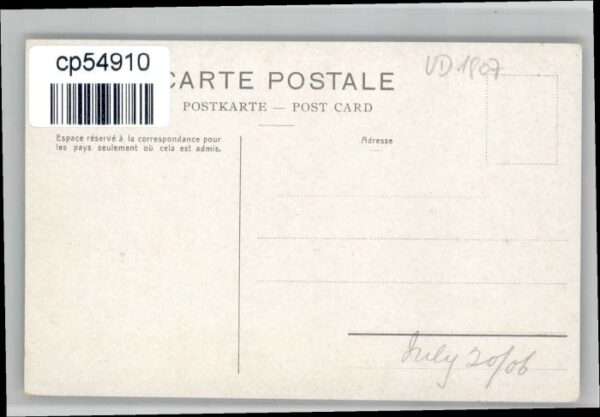 cp54910
VD 1907
CARTE POSTALE
POSTKARTE — POST CARD
Espace réservé à la correspondance pour
les pays seulement où cela est admis.
Adresse
July 20/06